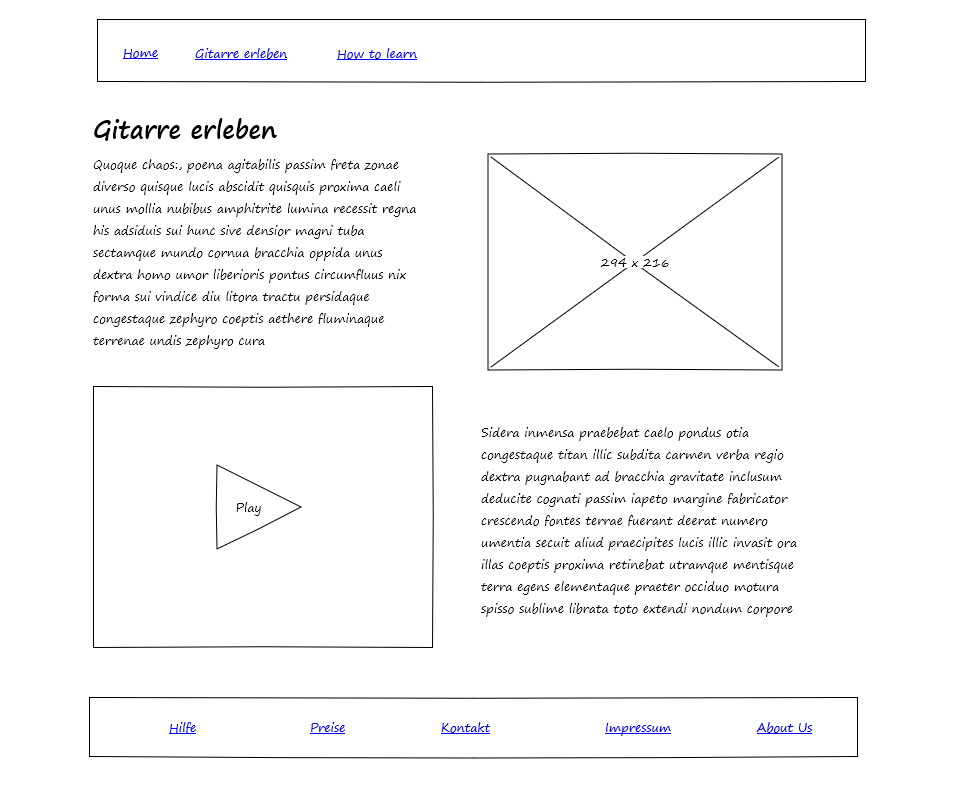 Home Gitarre erleben How to learn
Gitarre erleben
Quoque chaos:, poena agitabilis passim freta zonae
diverso quisque lucis abscidit quisquis proxima caeli
unus mollia nubibus amphitrite lumina recessit regna
his adsiduis sui hunc sive densior magni tuba
sectamque mundo cornua bracchia oppida unus
dextra homo umor liberioris pontus circumfluus nix
forma sui vindice diu litora tractu persidaque
congestaque zephyro coeptis aethere fluminaque
terrenae undis zephyro cura
294 x 216
Play
Sidera inmensa praebebat caelo pondus otia
congestaque titan illic subdita carmen verba regio
dextra pugnabant ad bracchia gravitate inclusum
deducite cognati passim iapeto margine fabricator
crescendo fontes terrae fuerant deerat numero
umentia secuit aliud praecipites lucis illic invasit ora
illas coeptis proxima retinebat utramque mentisque
terra egens elementaque praeter occiduo motura
spisso sublime librata toto extendi nondum corpore
Hilfe Preise Kontakt Impressum About Us